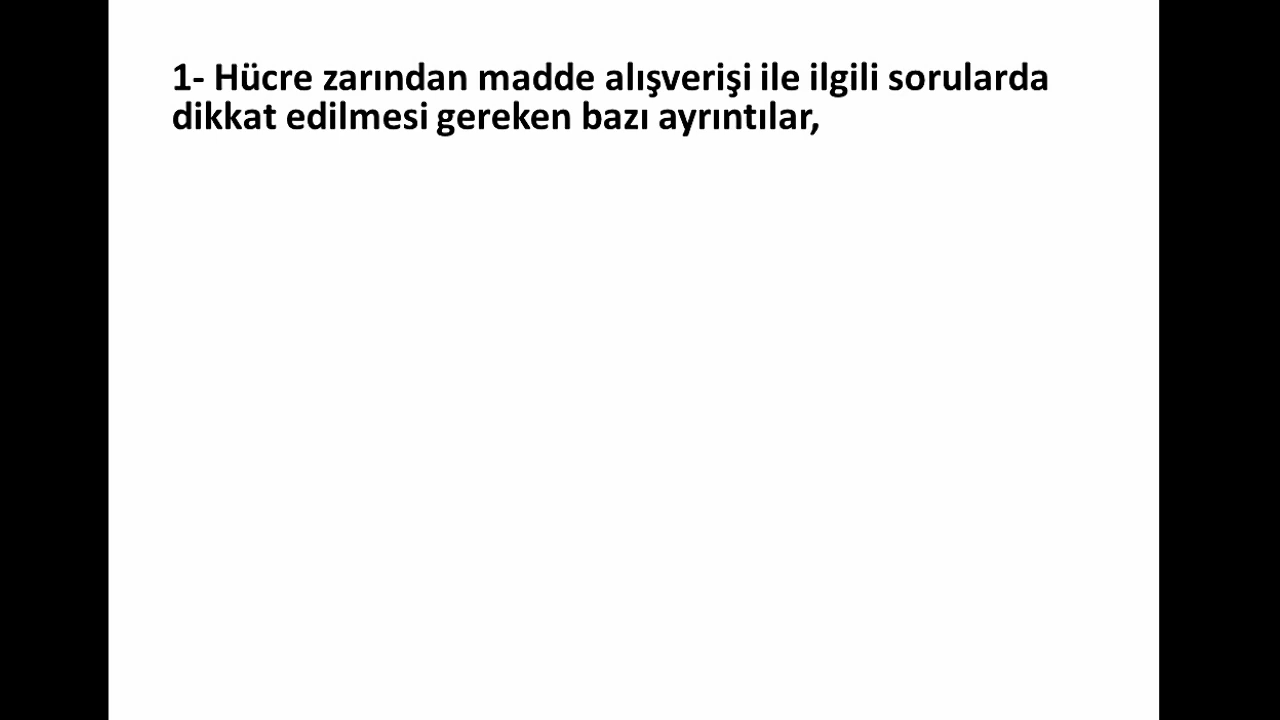 1- Hücre zarından madde alışverişi ile ilgili sorularda
dikkat edilmesi gereken bazı ayrıntılar,